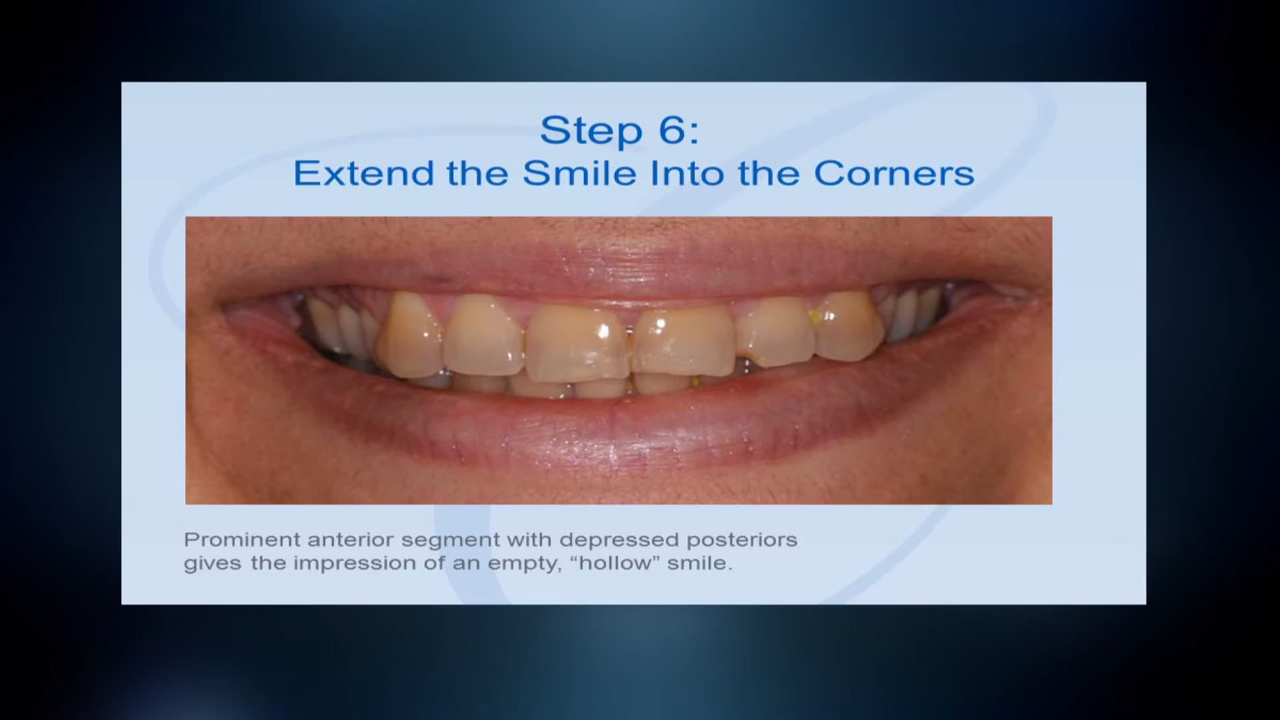 Step 6:
Extend the Smile Into the Corners
Prominent anterior segment with depressed posteriors
gives the impression of an empty, “hollow” smile.